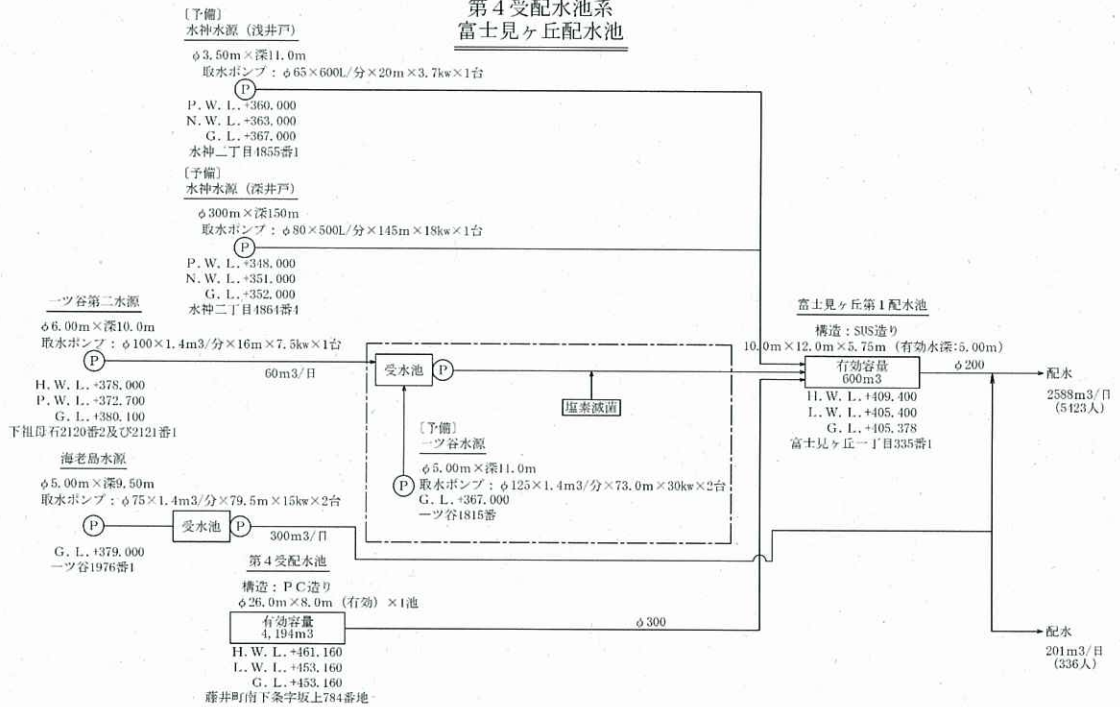 第4受配水池系
富士見ヶ丘配水池
〔予備〕
水神水源（浅井戸）
φ3.50m×深11.0m
取水ポンプ：φ65×600L/分×20m×3.7kw×1台
P
P.W.L.+360.000
N.W.L.+363.000
G.L.+367.000
水神二丁目4855番1
〔予備〕
水神水源（深井戸）
φ300m×深150m
取水ポンプ：φ80×500L/分×145m×18kw×1台
P
P.W.L.+348.000
N.W.L.+351.000
G.L.+352.000
水神二丁目4864番4
一ツ谷第二水源
φ6.00m×深10.0m
取水ポンプ：φ100×1.4m3/分×16m×7.5kw×1台
P
60m3/日
H.W.L.+378.000
P.W.L.+372.700
G.L.+380.100
下祖母石2120番2及び2121番1
受水池
P
塩素滅菌
〔予備〕
一ツ谷水源
φ5.00m×深11.0m
P
取水ポンプ：φ125×1.4m3/分×73.0m×30kw×2台
G.L.+367.000
一ツ谷1815番
富士見ヶ丘第1配水池
構造：SUS造り
10.0m×12.0m×5.75m（有効水深:5.00m）
有効容量
600m3
H.W.L.+409.400
L.W.L.+405.400
G.L.+405.378
富士見ヶ丘一丁目335番1
φ200
配水
2588m3/日
(5423人)
海老島水源
φ5.00m×深9.50m
取水ポンプ：φ75×1.4m3/分×79.5m×15kw×2台
P
受水池
P
300m3/日
G.L.+379.000
一ツ谷1976番1
第4受配水池
構造：PC造り
φ26.0m×8.0m（有効）×1池
有効容量
4,194m3
H.W.L.+461.160
L.W.L.+453.160
G.L.+453.160
藤井町南下条字坂上784番地
φ300
配水
201m3/日
(336人)